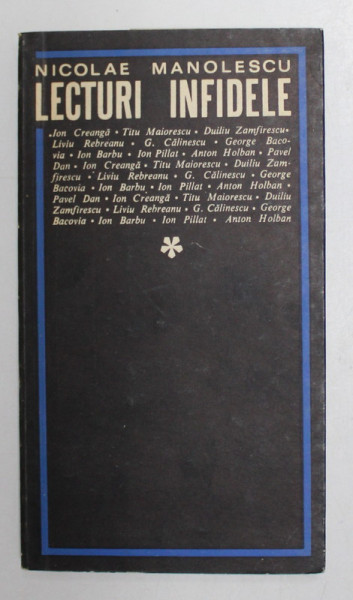 NICOLAE MANOLESCU
LECTURI INFIDELE
•Ion Creangă • Titu Maiorescu • Duiliu Zamfirescu•
Liviu Rebreanu • G. Călinescu • George Baco-
via • Ion Barbu • Ion Pillat • Anton Holban • Pavel
Dan • Ion Creangă • Titu Maiorescu • Duiliu Zam-
firescu • Liviu Rebreanu • G. Călinescu • George
Bacovia • Ion Barbu • Ion Pillat • Anton Holban •
Pavel Dan • Ion Creangă • Titu Maiorescu • Duiliu
Zamfirescu • Liviu Rebreanu • G. Călinescu • George
Bacovia • Ion Barbu • Ion Pillat • Anton Holban
*